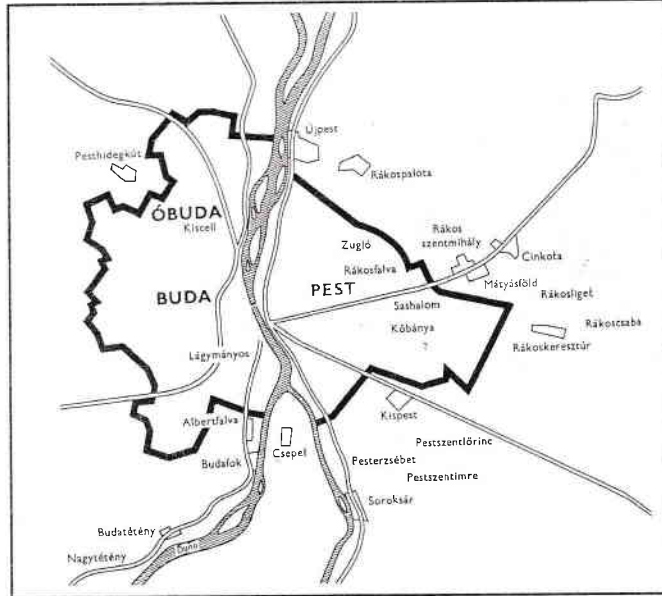 Újpest
Pesthidegkút
Rákospalota
ÓBUDA
Kiscell
Zugló
Rákos
szentmihály
Cinkota
Rákosfalva
BUDA
PEST
Mátyásföld
Sashalom
Rákosliget
Kőbánya
Rákoscsaba
Rákoskeresztúr
Lágymányos
Kispest
Albertfalva
Pestszentlőrinc
Csepel
Budafok
Pesterzsébet
Pestszentimre
Soroksár
Budatétény
Nagytétény
Duna